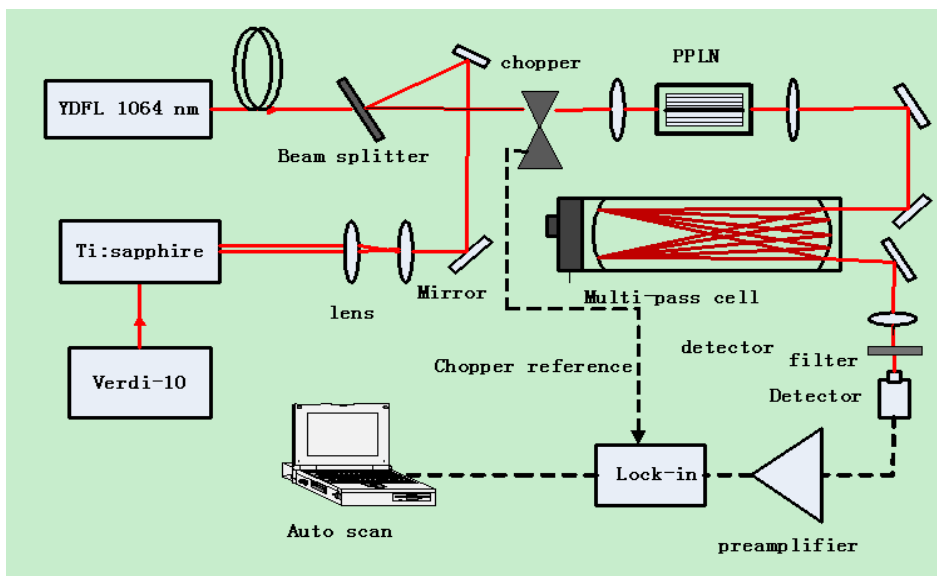 PPLN
chopper
YDFL 1064 nm
Beam splitter
Ti:sapphire
Mirror
Multi-pass cell
lens
detector
filter
Chopper reference
Verdi-10
Detector
Lock-in
Auto scan
preamplifier